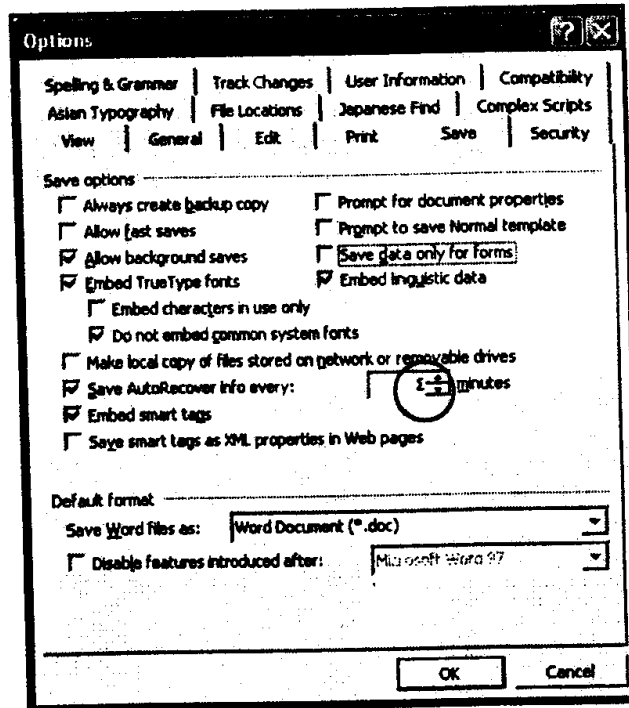 Options
Spelling & Grammar Track Changes User Information Compatibility
Asian Typography File Locations Japanese Find Complex Scripts
View General Edit Print Save Security
Save options
Always create backup copy Prompt for document properties
Allow fast saves Prompt to save Normal template
Allow background saves Save data only for forms
Embed TrueType fonts Embed linguistic data
Embed characters in use only
Do not embed common system fonts
Make local copy of files stored on network or removable drives
Save AutoRecover info every: minutes
Embed smart tags
Save smart tags as XML properties in Web pages
Default format
Save Word files as: Word Document (*.doc)
Disable features introduced after: Microsoft Word 97
OK Cancel